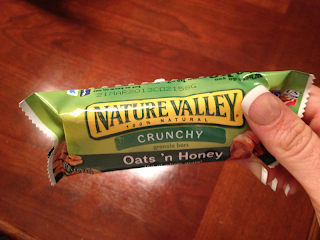 NATURE VALLEY
100% NATURAL
CRUNCHY
granola bars
Oats 'n Honey